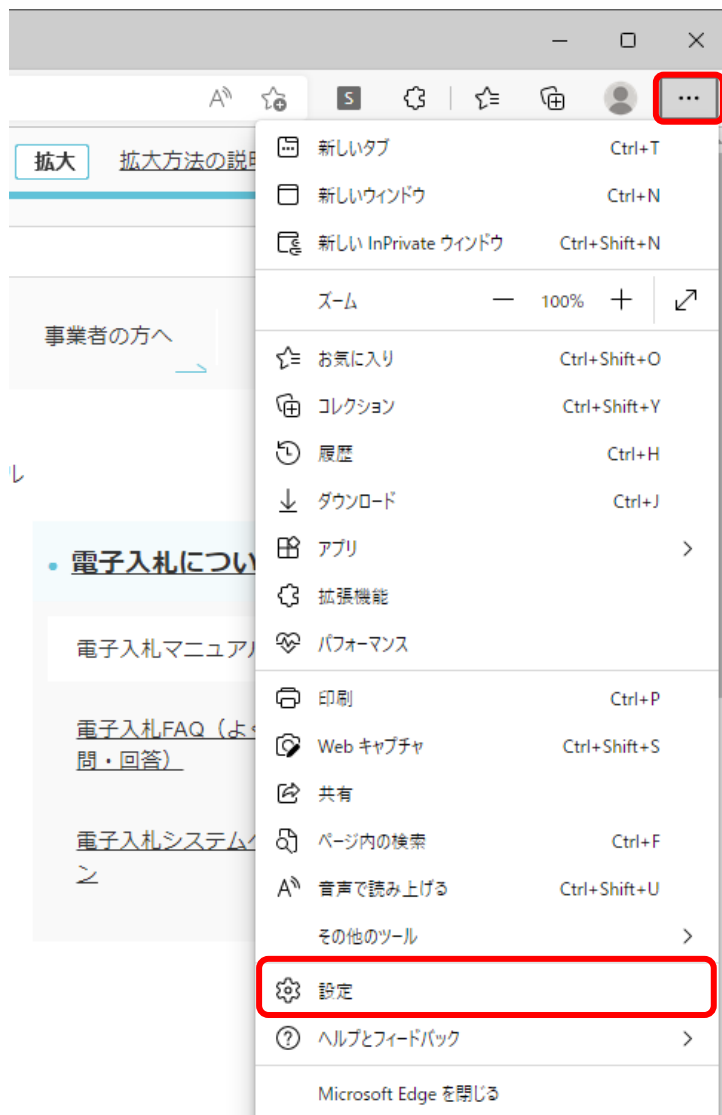 S
拡大 拡大方法の説
新しいタブ Ctrl+T
新しいウィンドウ Ctrl+N
新しい InPrivate ウィンドウ Ctrl+Shift+N
ズーム 100%
事業者の方へ
お気に入り Ctrl+Shift+O
コレクション Ctrl+Shift+Y
履歴 Ctrl+H
ル
ダウンロード Ctrl+J
アプリ
電子入札につい
拡張機能
パフォーマンス
電子入札マニュアル
印刷 Ctrl+P
電子入札FAQ（よ
問・回答）
Web キャプチャ Ctrl+Shift+S
共有
ページ内の検索 Ctrl+F
電子入札システム
ン
音声で読み上げる Ctrl+Shift+U
その他のツール
設定
ヘルプとフィードバック
Microsoft Edge を閉じる